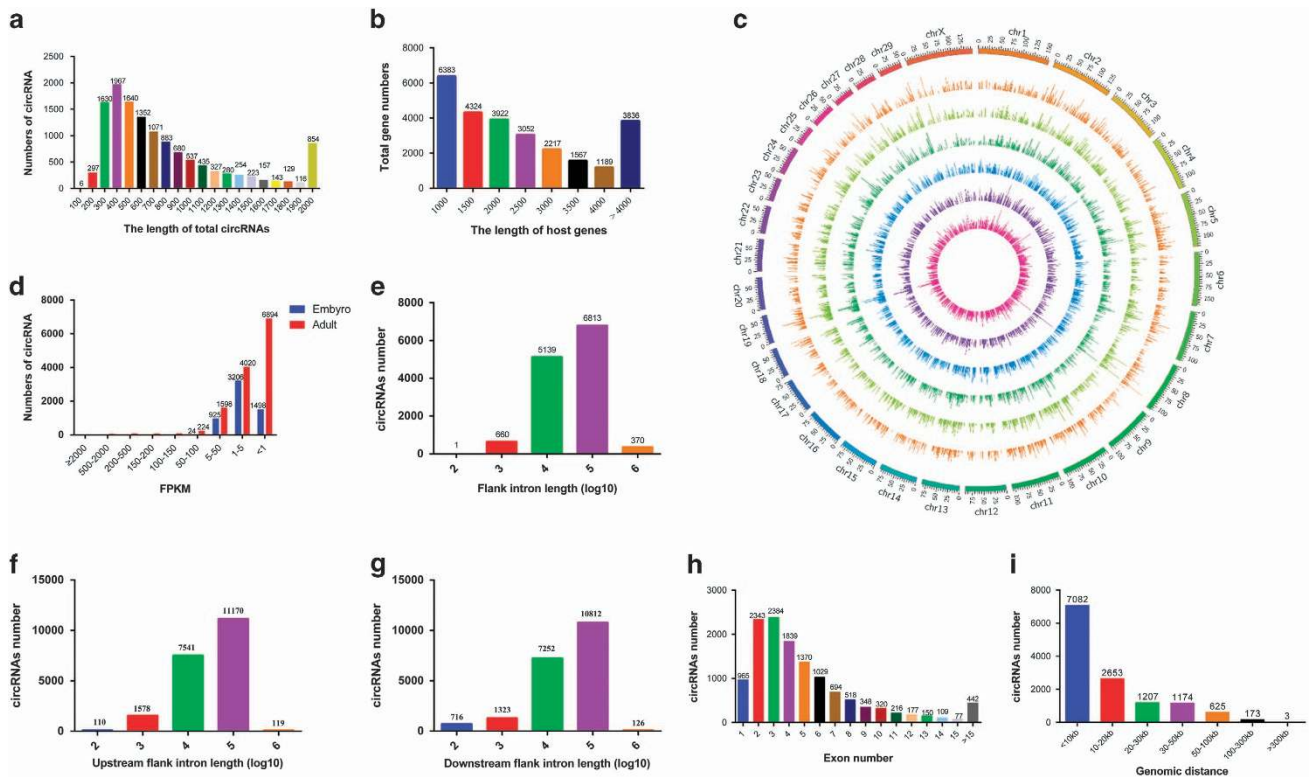 a
Numbers of circRNA
2500
2000
1500
1000
500
0
6
297
1630
1967
1640
1352
1071
883
680
537
435
327
280
254
223
157
143
129
116
854
100
200
300
400
500
600
700
800
900
1000
1100
1200
1300
1400
1500
1600
1700
1800
1900
2000
The length of total circRNAs
b
Total gene numbers
8000
6000
4000
2000
0
6383
4324
3922
3052
2217
1567
1189
3836
1000
1500
2000
2500
3000
3500
4000
> 4000
The length of host genes
c
chr1
chr2
chr3
chr4
chr5
chr6
chr7
chr8
chr9
chr10
chr11
chr12
chr13
chr14
chr15
chr16
chr17
chr18
chr19
chr20
chr21
chr22
chr23
chr24
chr25
chr26
chr27
chr28
chr29
chrX
d
Numbers of circRNA
8000
6000
4000
2000
0
Embyro
Adult
24
224
925
1598
3206
4020
1498
6894
≥2000
500-2000
200-500
150-200
100-150
50-100
5-50
1-5
<1
FPKM
e
circRNAs number
8000
6000
4000
2000
0
1
660
5139
6813
370
2
3
4
5
6
Flank intron length (log10)
f
circRNAs number
15000
10000
5000
0
110
1578
7541
11170
119
2
3
4
5
6
Upstream flank intron length (log10)
g
circRNAs number
15000
10000
5000
0
716
1323
7252
10812
126
2
3
4
5
6
Downstream flank intron length (log10)
h
circRNAs number
3000
2000
1000
0
965
2343
2384
1839
1370
1029
694
518
348
320
216
177
150
109
77
442
1
2
3
4
5
6
7
8
9
10
11
12
13
14
15
>15
Exon number
i
circRNAs number
8000
6000
4000
2000
0
7082
2653
1207
1174
625
173
3
<10kb
10-20kb
20-30kb
30-50kb
50-100kb
100-300kb
>300kb
Genomic distance